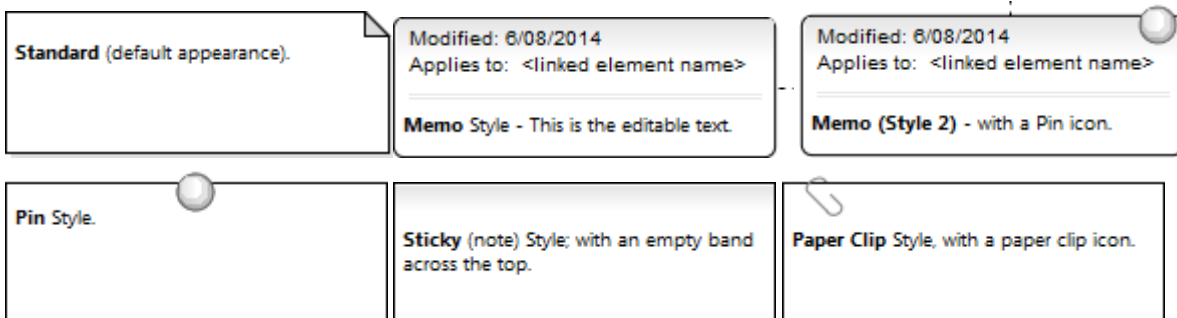 Standard (default appearance).
Modified: 6/08/2014
Applies to: <linked element name>
Memo Style - This is the editable text.
Modified: 6/08/2014
Applies to: <linked element name>
Memo (Style 2) - with a Pin icon.
Pin Style.
Sticky (note) Style; with an empty band
across the top.
Paper Clip Style, with a paper clip icon.